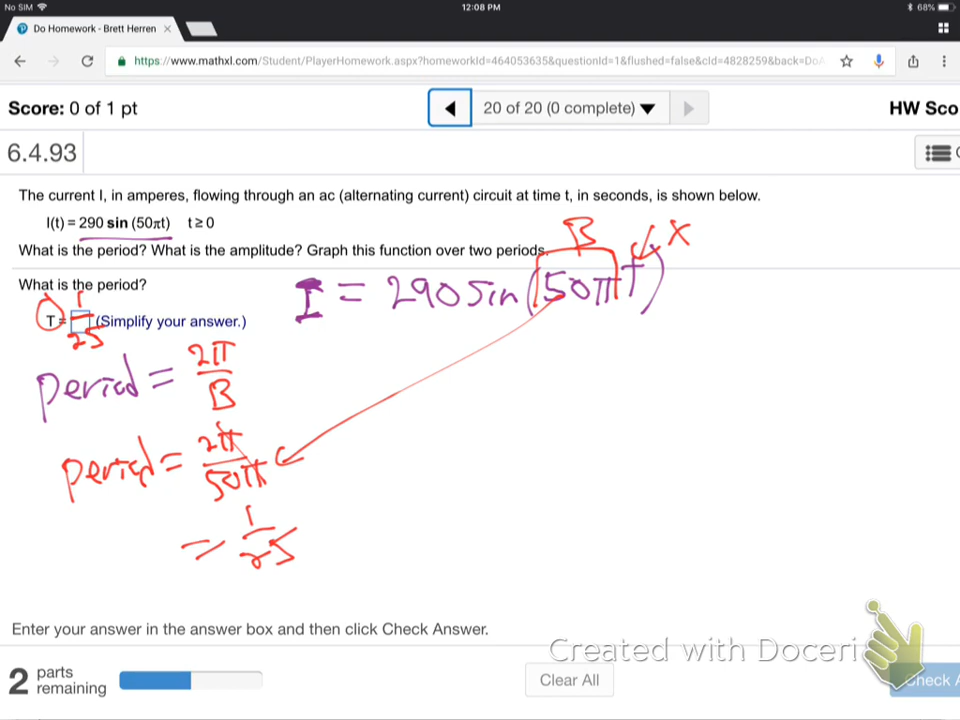 No SIM 12:08 PM 68%
Do Homework - Brett Herren ×
https://www.mathxl.com/Student/PlayerHomework.aspx?homeworkId=464053635&questionId=1&flushed=false&cId=4828259&back=DoA
Score: 0 of 1 pt 20 of 20 (0 complete) HW Sco
6.4.93
The current I, in amperes, flowing through an ac (alternating current) circuit at time t, in seconds, is shown below.
I(t) = 290 sin (50πt) t ≥ 0
What is the period? What is the amplitude? Graph this function over two periods.
B x
What is the period?
I = 290 sin(50πt)
T = 1/25 (Simplify your answer.)
period = 2π/B
period = 2π/50π
= 1/25
Enter your answer in the answer box and then click Check Answer.
Created with Doceri
2 parts remaining
Clear All
Check A